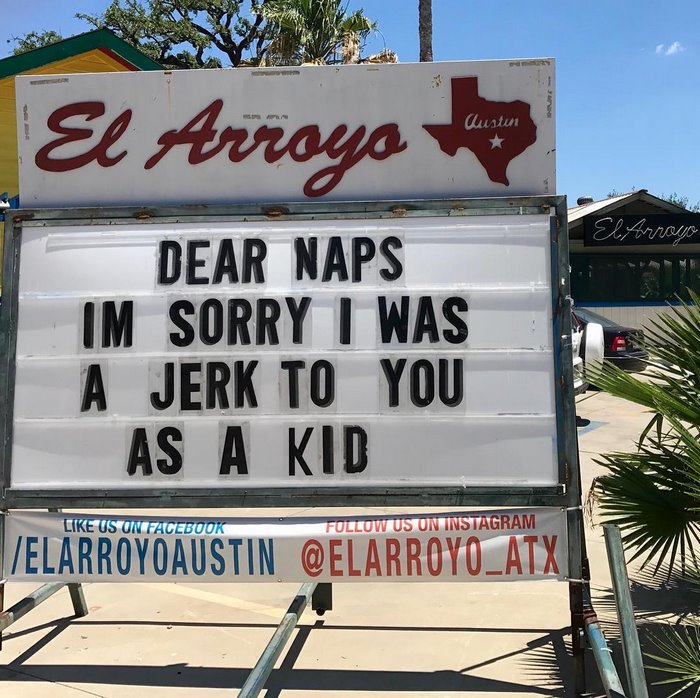 El Arroyo
Austin
El Arroyo
DEAR NAPS
IM SORRY I WAS
A JERK TO YOU
AS A KID
LIKE US ON FACEBOOK
/ELARROYOAUSTIN
FOLLOW US ON INSTAGRAM
@ELARROYO_ATX